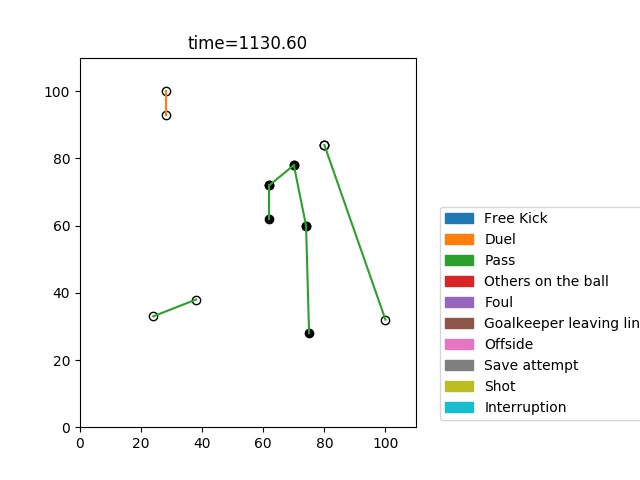 time=1130.60
100
80
60
40
20
0
0 20 40 60 80 100
Free Kick
Duel
Pass
Others on the ball
Foul
Goalkeeper leaving lin
Offside
Save attempt
Shot
Interruption